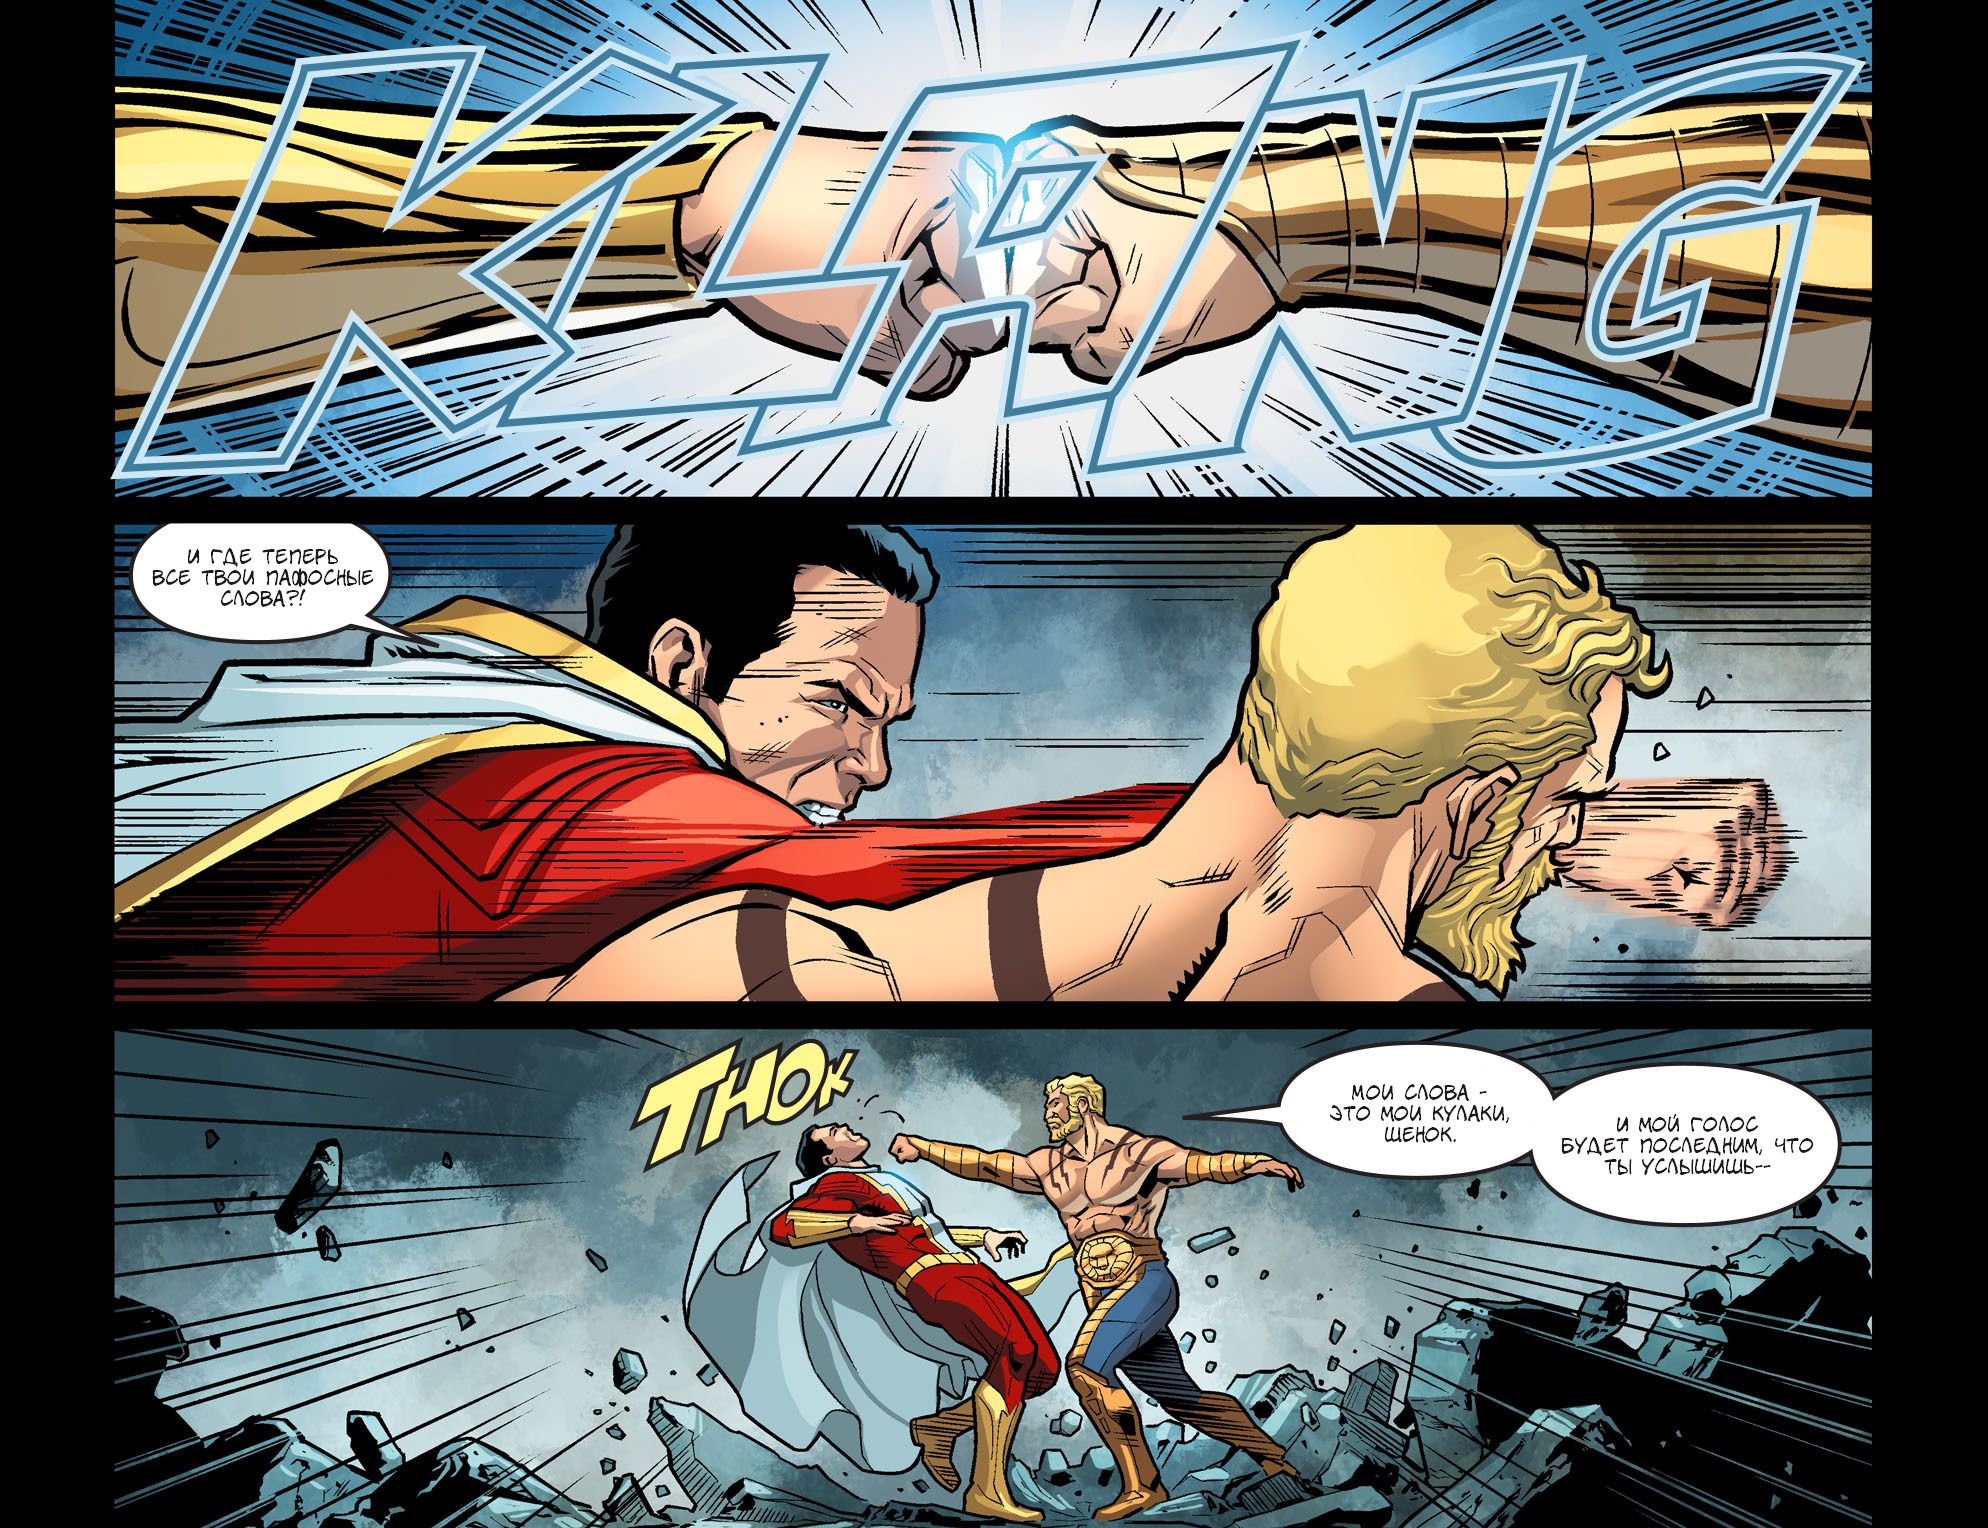 KLANG
И ГДЕ ТЕПЕРЬ
ВСЕ ТВОИ ПАФОСНЫЕ
СЛОВА?!
THOK
МОИ СЛОВА -
ЭТО МОИ КУЛАКИ,
ЩЕНОК.
И МОЙ ГОЛОС
БУДЕТ ПОСЛЕДНИМ, ЧТО
ТЫ УСЛЫШИШЬ--